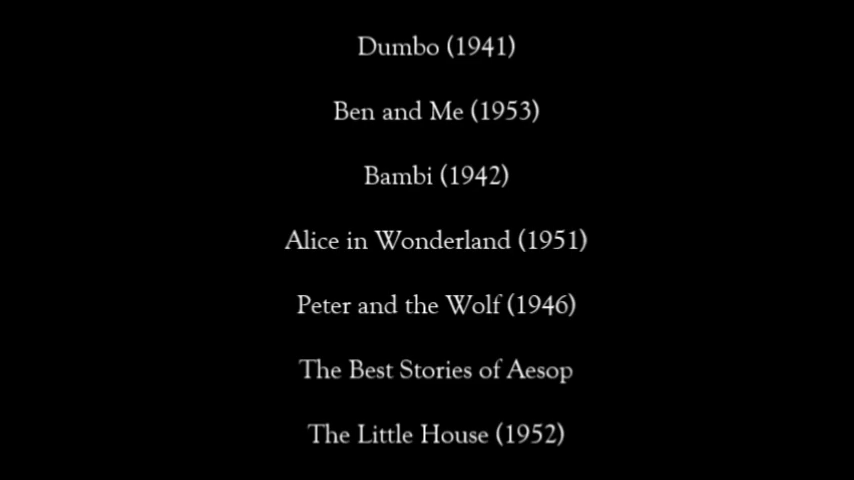 Dumbo (1941)
Ben and Me (1953)
Bambi (1942)
Alice in Wonderland (1951)
Peter and the Wolf (1946)
The Best Stories of Aesop
The Little House (1952)